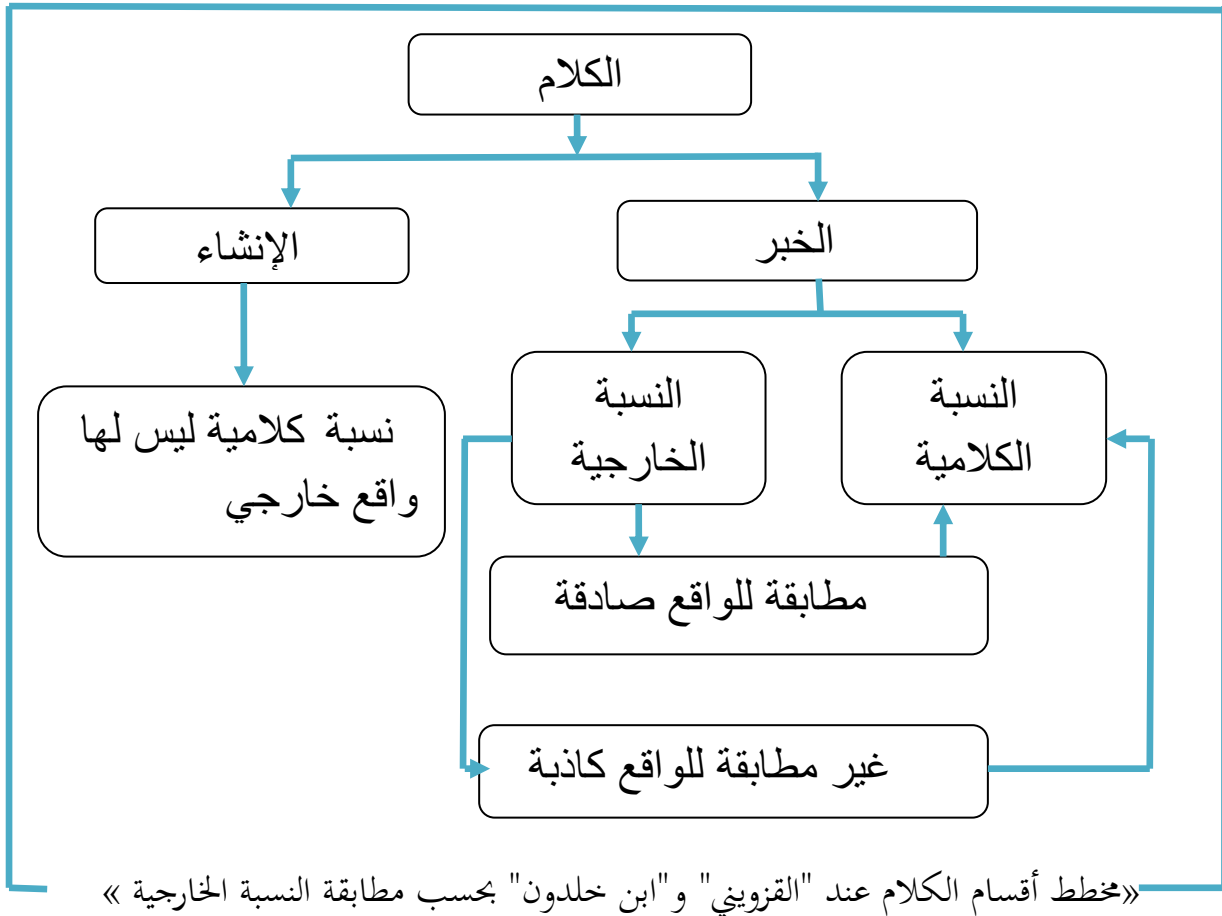 الكلام
الخبر
الإنشاء
النسبة
الكلامية
النسبة
الخارجية
نسبة كلامية ليس لها
واقع خارجي
مطابقة للواقع صادقة
غير مطابقة للواقع كاذبة
«مخطط أقسام الكلام عند "القزويني" و"ابن خلدون" بحسب مطابقة النسبة الخارجية »